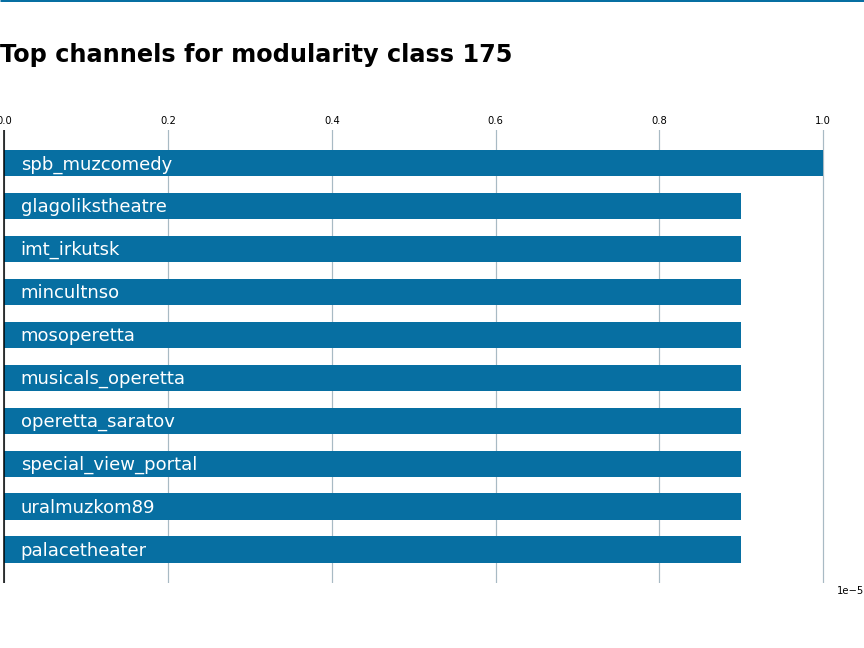 Top channels for modularity class 175
0.0 0.2 0.4 0.6 0.8 1.0
spb_muzcomedy
glagolikstheatre
imt_irkutsk
mincultnso
mosoperetta
musicals_operetta
operetta_saratov
special_view_portal
uralmuzkom89
palacetheater
1e−5